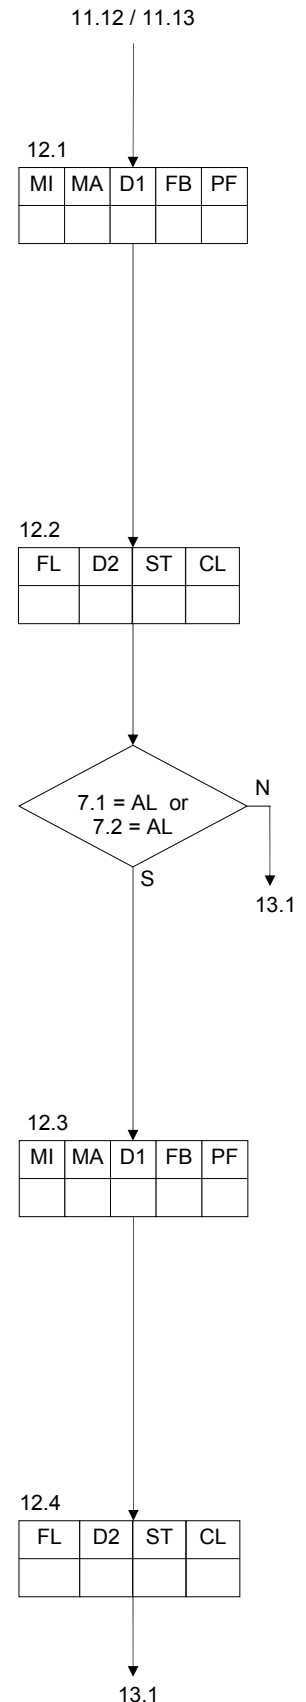 11.12 / 11.13
12.1
MI MA D1 FB PF
12.2
FL D2 ST CL
7.1 = AL or
7.2 = AL
N
S
13.1
12.3
MI MA D1 FB PF
12.4
FL D2 ST CL
13.1